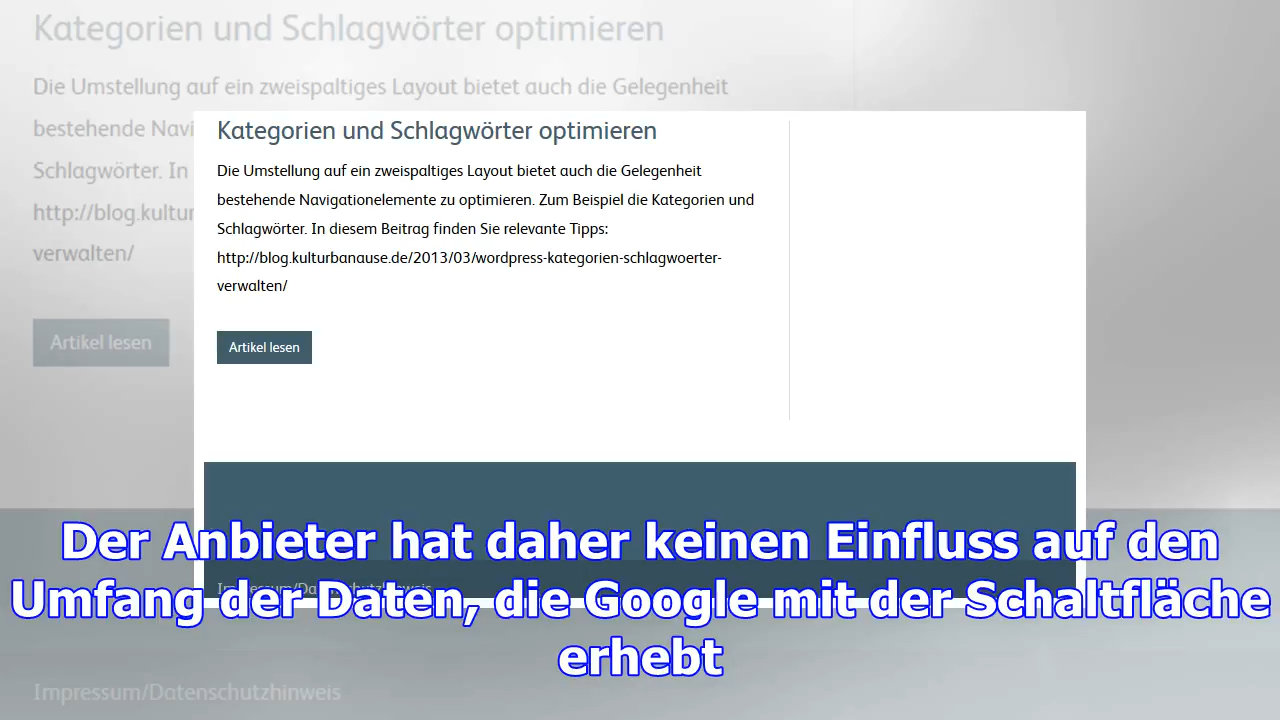 Kategorien und Schlagwörter optimieren
Die Umstellung auf ein zweispaltiges Layout bietet auch die Gelegenheit
bestehende Navi
Schlagwörter. In
http://blog.kultur
verwalten/
Artikel lesen
Kategorien und Schlagwörter optimieren
Die Umstellung auf ein zweispaltiges Layout bietet auch die Gelegenheit
bestehende Navigationelemente zu optimieren. Zum Beispiel die Kategorien und
Schlagwörter. In diesem Beitrag finden Sie relevante Tipps:
http://blog.kulturbanause.de/2013/03/wordpress-kategorien-schlagwoerter-
verwalten/
Artikel lesen
Impressum/Datenschutzhinweis
Der Anbieter hat daher keinen Einfluss auf den
Umfang der Daten, die Google mit der Schaltfläche
erhebt
Impressum/Datenschutzhinweis